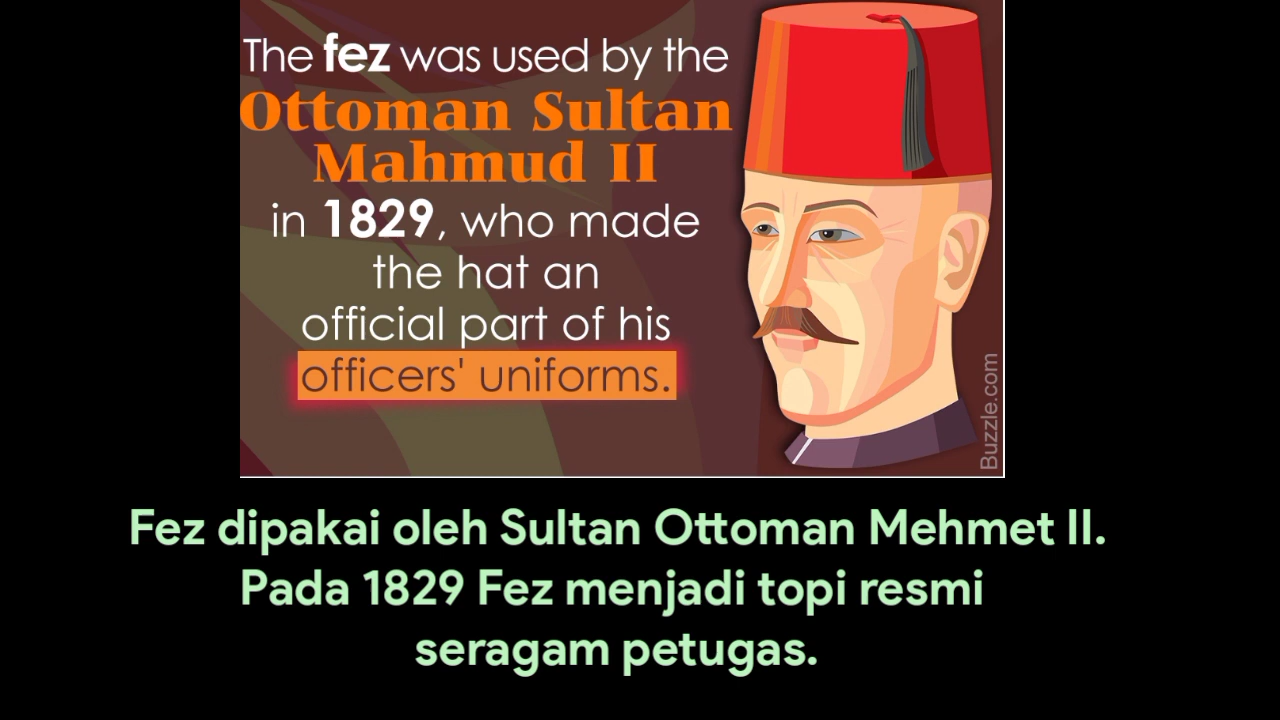 The fez was used by the
Ottoman Sultan
Mahmud II
in 1829, who made
the hat an
official part of his
officers' uniforms.
Buzzle.com
Fez dipakai oleh Sultan Ottoman Mehmet II.
Pada 1829 Fez menjadi topi resmi
seragam petugas.